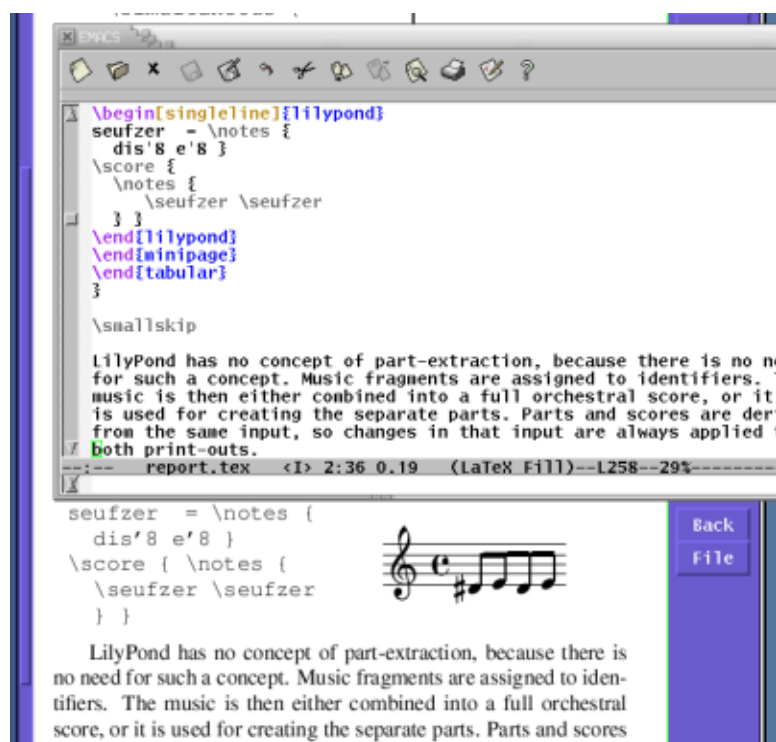 EMACS
\begin[singleline]{lilypond}
seufzer = \notes {
dis'8 e'8 }
\score {
\notes {
\seufzer \seufzer
} }
\end{lilypond}
\end{minipage}
\end{tabular}
}
\smallskip
LilyPond has no concept of part-extraction, because there is no
for such a concept. Music fragments are assigned to identifiers.
music is then either combined into a full orchestral score, or it
is used for creating the separate parts. Parts and scores are
from the same input, so changes in that input are always applied
both print-outs.
--:-- report.tex <I> 2:36 0.19 (LaTeX Fill)--L258--29%--------
seufzer = \notes {
dis'8 e'8 }
\score { \notes {
\seufzer \seufzer
} }
Back
File
LilyPond has no concept of part-extraction, because there is
no need for such a concept. Music fragments are assigned to iden-
tifiers. The music is then either combined into a full orchestral
score, or it is used for creating the separate parts. Parts and scores